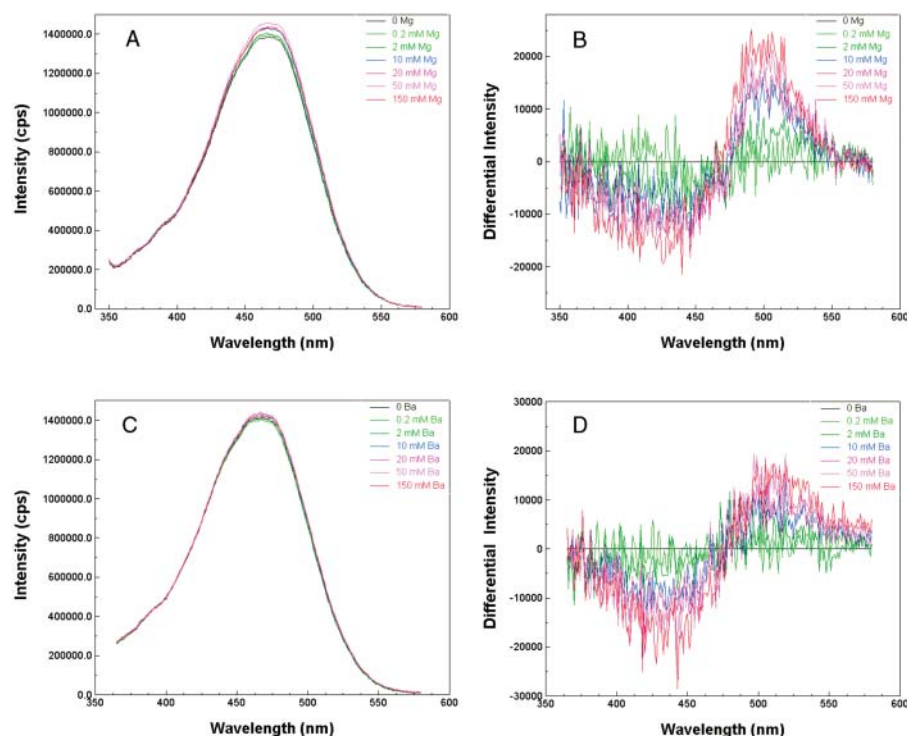 A
0 Mg
0.2 mM Mg
2 mM Mg
10 mM Mg
20 mM Mg
50 mM Mg
150 mM Mg
Intensity (cps)
1400000.0
1200000.0
1000000.0
800000.0
600000.0
400000.0
200000.0
0.0
350 400 450 500 550 600
Wavelength (nm)
B
0 Mg
0.2 mM Mg
2 mM Mg
10 mM Mg
20 mM Mg
50 mM Mg
150 mM Mg
Differential Intensity
20000
10000
0
-10000
-20000
350 400 450 500 550 600
Wavelength (nm)
C
0 Ba
0.2 mM Ba
2 mM Ba
10 mM Ba
20 mM Ba
50 mM Ba
150 mM Ba
Intensity (cps)
1400000.0
1200000.0
1000000.0
800000.0
600000.0
400000.0
200000.0
0.0
350 400 450 500 550 600
Wavelength (nm)
D
0 Ba
0.2 mM Ba
2 mM Ba
10 mM Ba
20 mM Ba
50 mM Ba
150 mM Ba
Differential Intensity
30000
20000
10000
0
-10000
-20000
-30000
350 400 450 500 550 600
Wavelength (nm)